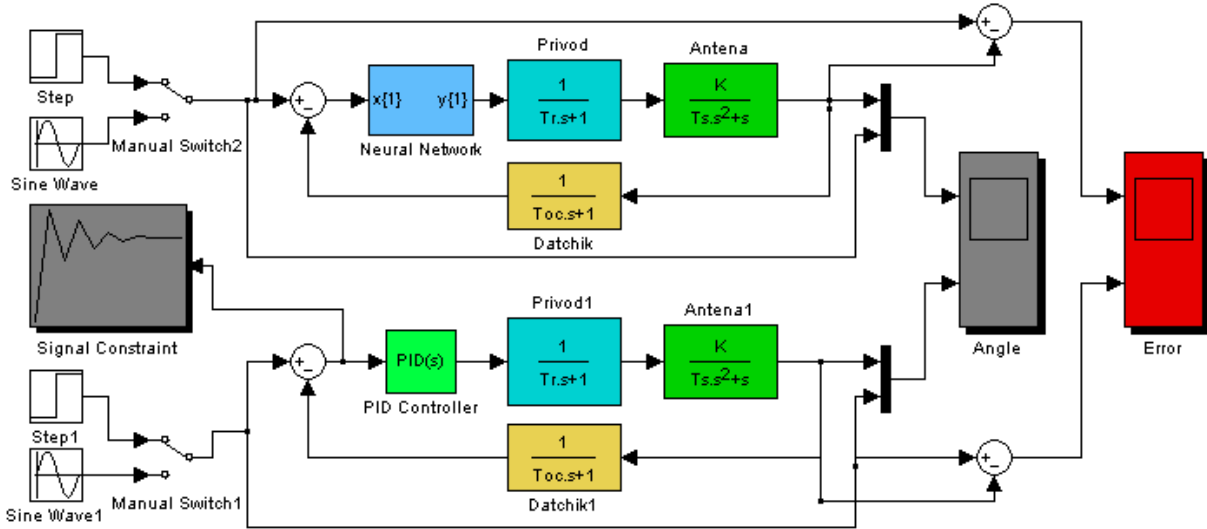 Step
Sine Wave
Manual Switch2
+
-
x{1} y{1}
Neural Network
Privod
1
Tr.s+1
Antena
K
Ts.s²+s
1
Toc.s+1
Datchik
+
-
Signal Constraint
Step1
Sine Wave1
Manual Switch1
+
-
PID(s)
PID Controller
Privod1
1
Tr.s+1
Antena1
K
Ts.s²+s
1
Toc.s+1
Datchik1
+
-
Angle
Error